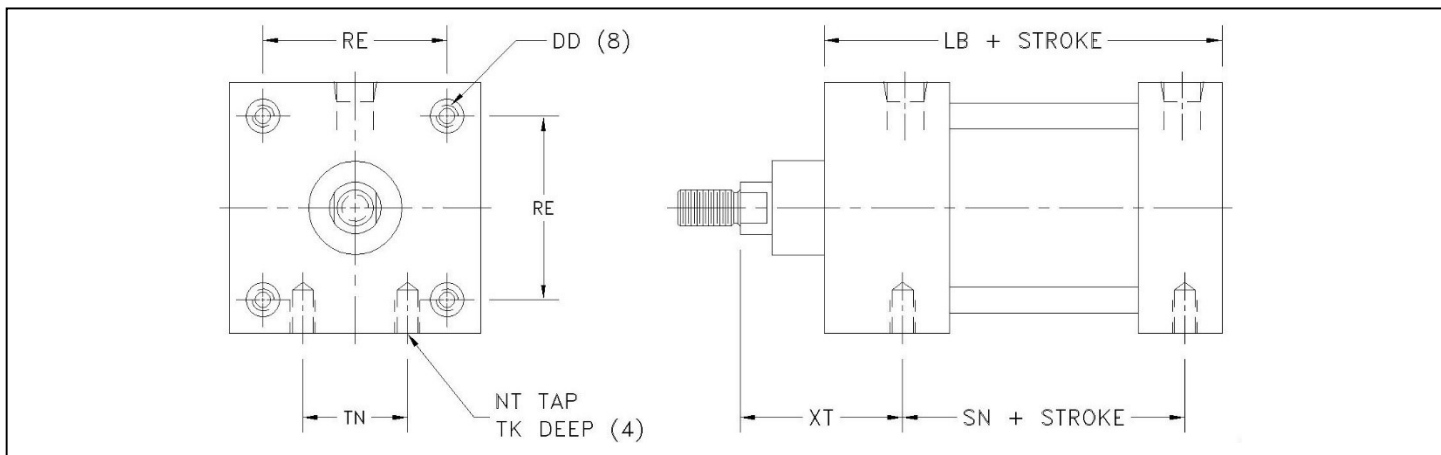 RE
DD (8)
LB + STROKE
RE
TN
NT TAP
TK DEEP (4)
XT
SN + STROKE